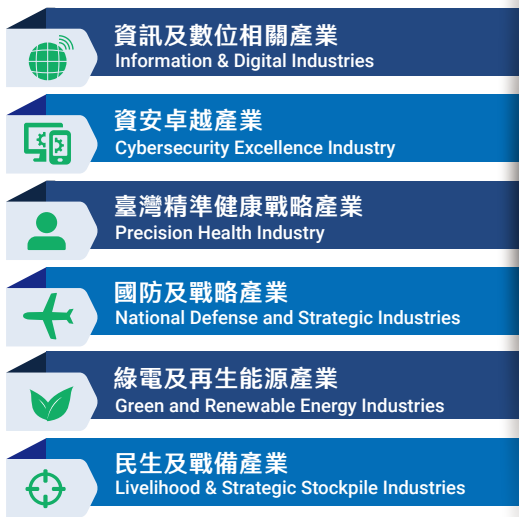 資訊及數位相關產業
Information & Digital Industries
資安卓越產業
Cybersecurity Excellence Industry
臺灣精準健康戰略產業
Precision Health Industry
國防及戰略產業
National Defense and Strategic Industries
綠電及再生能源產業
Green and Renewable Energy Industries
民生及戰備產業
Livelihood & Strategic Stockpile Industries